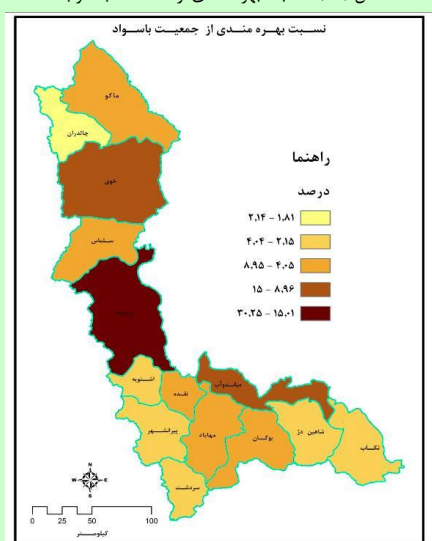 نسبت بهره مندی از جمعیت باسواد
ماکو
چالدران
خوی
سلماس
راهنما
درصد
۲.۱۴ - ۱.۸۱
۴.۰۴ - ۲.۱۵
۸.۹۵ - ۴.۰۵
۱۵ - ۸.۹۶
۳۰.۲۵ - ۱۵.۰۱
اشنویه
نقده
میاندوآب
پیرانشهر
مهاباد
بوکان
شاهین دژ
تکاب
سردشت
N
W E
S
0 25 50 100
کیلومتر